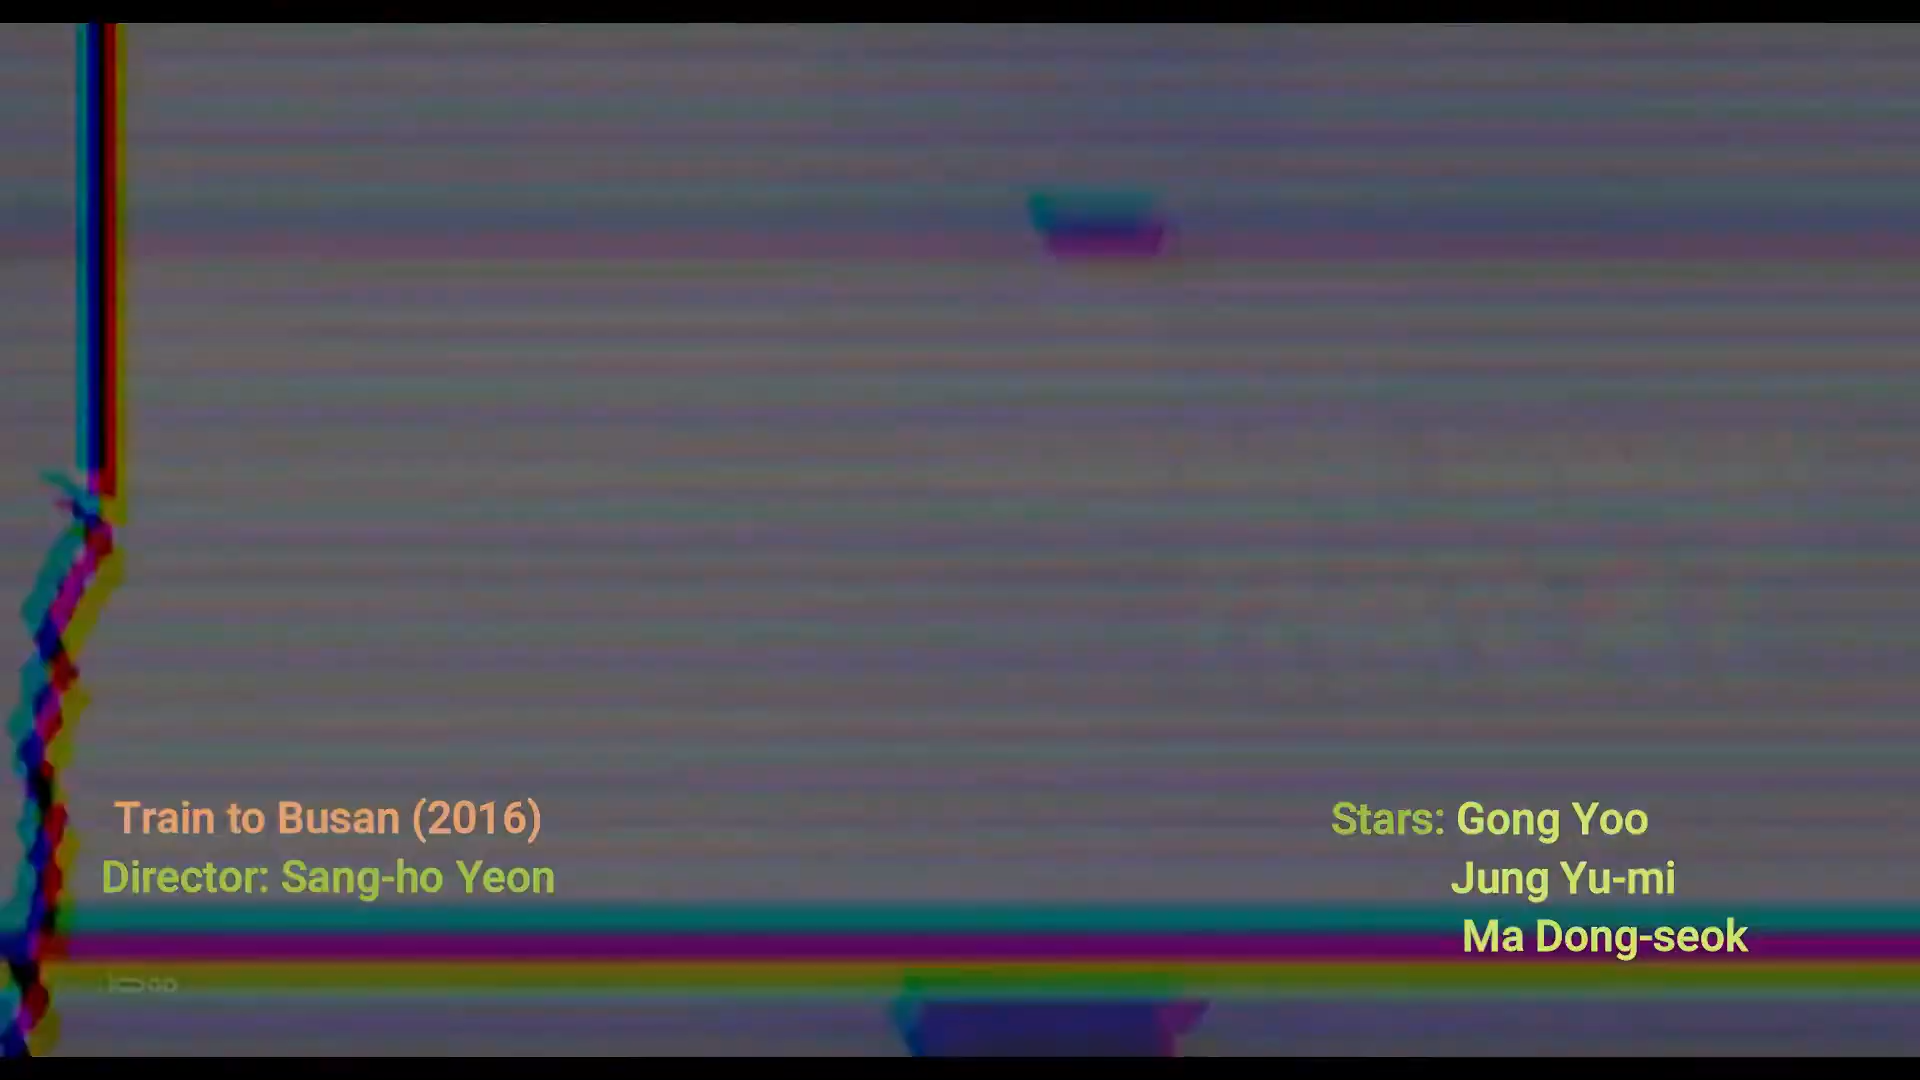 Train to Busan (2016)
Director: Sang-ho Yeon
Stars: Gong Yoo
Jung Yu-mi
Ma Dong-seok